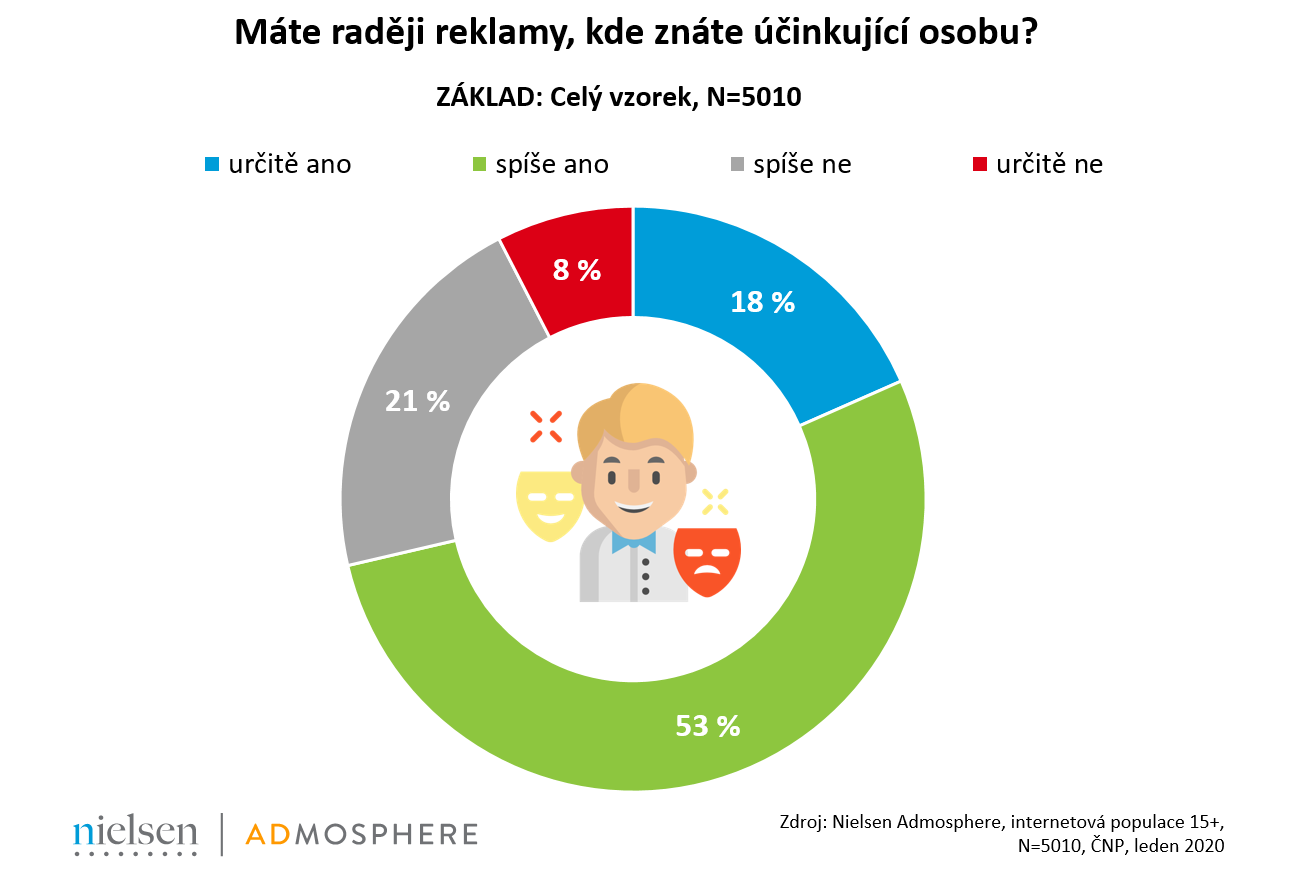 Máte raději reklamy, kde znáte účinkující osobu?
ZÁKLAD: Celý vzorek, N=5010
určitě ano spíše ano spíše ne určitě ne
8 %
18 %
21 %
53 %
nielsen ADMOSPHERE
Zdroj: Nielsen Admosphere, internetová populace 15+,
N=5010, ČNP, leden 2020